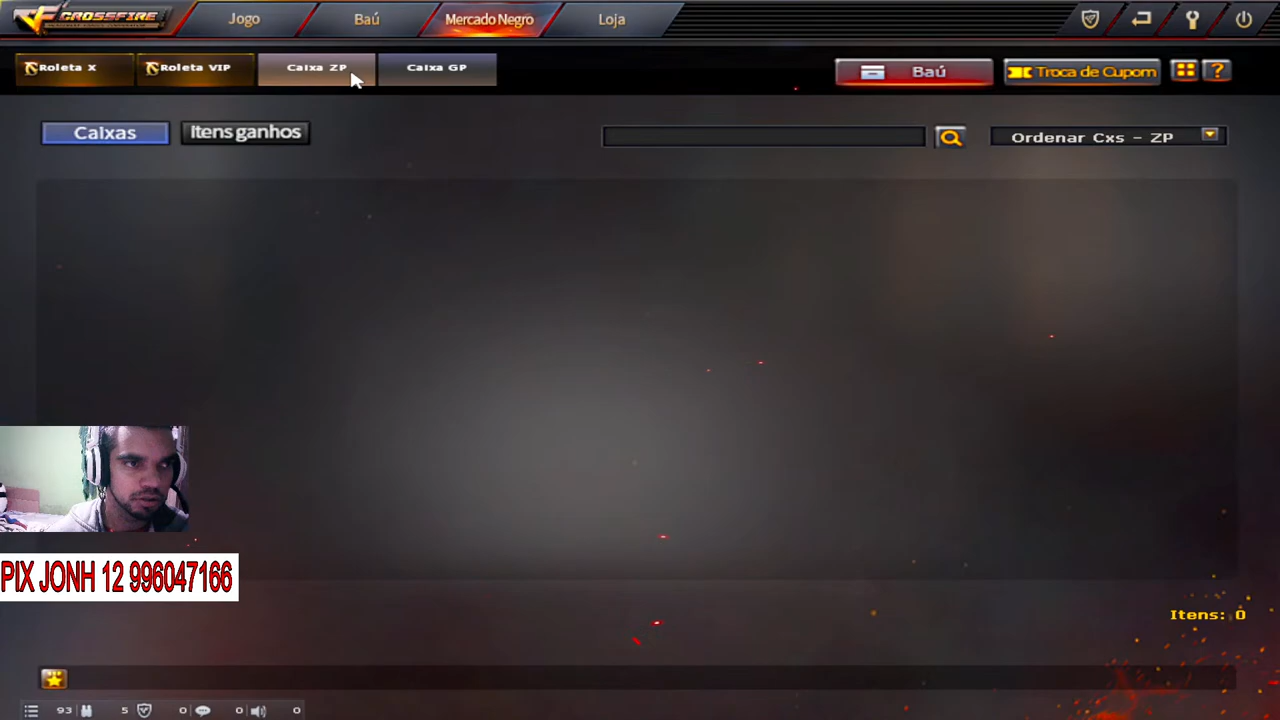 CROSSFIRE
Jogo
Baú
Mercado Negro
Loja
Roleta X
Roleta VIP
Caixa ZP
Caixa GP
Baú
Troca de Cupom
?
Caixas
Itens ganhos
Ordenar Cxs - ZP
PIX JONH 12 996047166
Itens: 0
93
5
0
0
0